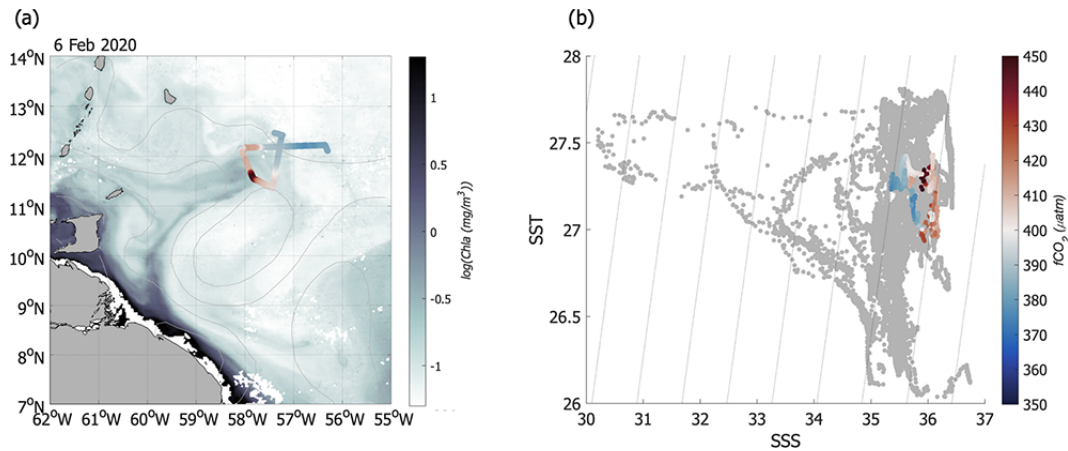 (a)
6 Feb 2020
14°N
13°N
12°N
11°N
10°N
9°N
8°N
7°N
62°W 61°W 60°W 59°W 58°W 57°W 56°W 55°W
1
0.5
0
-0.5
-1
log(Chla (mg/m³))
(b)
28
27.5
27
26.5
26
SST
30 31 32 33 34 35 36 37
SSS
450
440
430
420
410
400
390
380
370
360
350
fCO₂ (μatm)